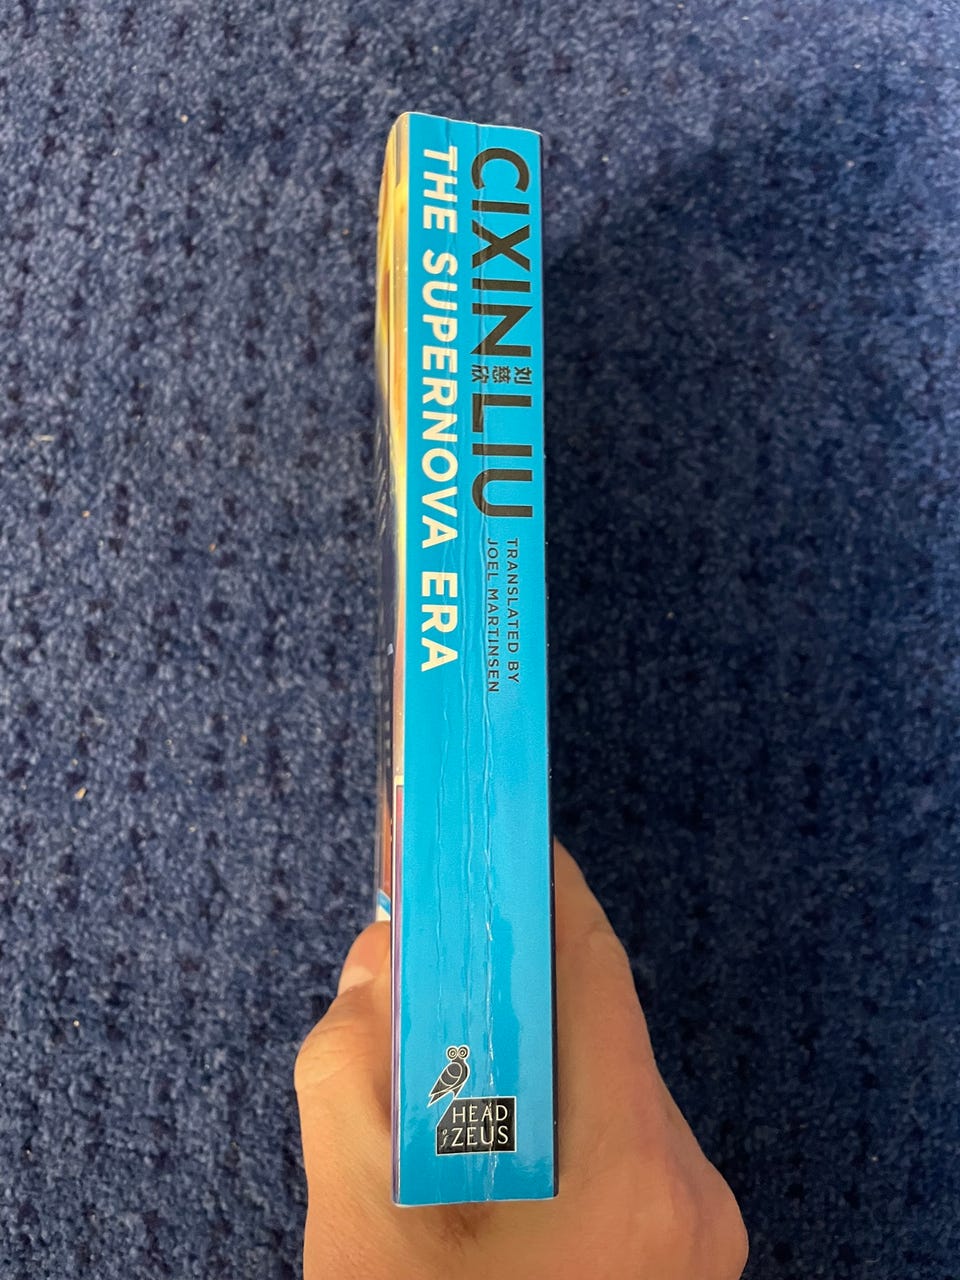 CIXIN
刘慈欣
LIU
TRANSLATED BY
JOEL MARTINSEN
THE SUPERNOVA ERA
HEAD
of ZEUS